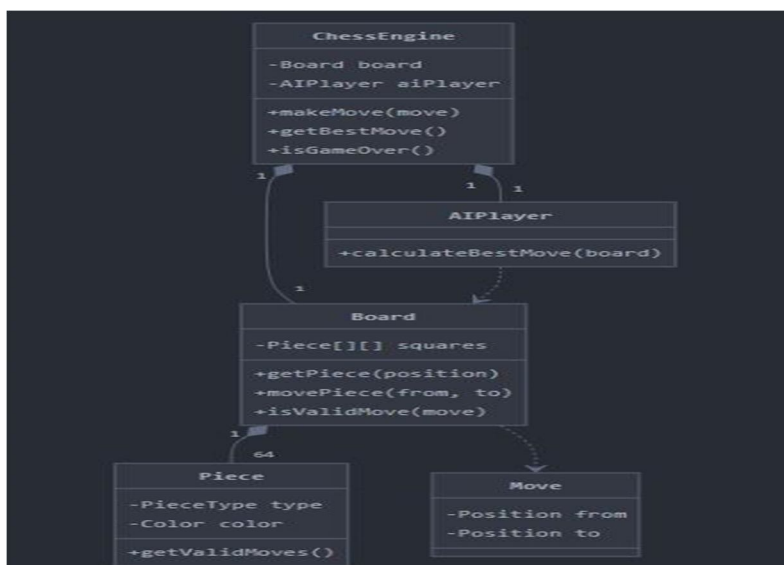 ChessEngine
-Board board
-AIPlayer aiPlayer
+makeMove(move)
+getBestMove()
+isGameOver()
1
1
1
AIPlayer
+calculateBestMove(board)
1
Board
-Piece[][] squares
+getPiece(position)
+movePiece(from, to)
+isValidMove(move)
1
64
Piece
-PieceType type
-Color color
+getValidMoves()
Move
-Position from
-Position to